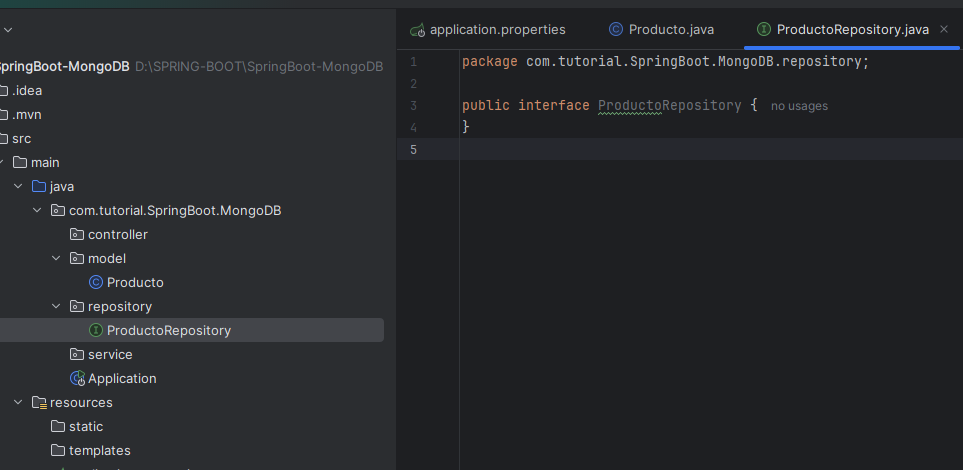 application.properties
Producto.java
ProductoRepository.java
SpringBoot-MongoDB D:\SPRING-BOOT\SpringBoot-MongoDB
.idea
.mvn
src
main
java
com.tutorial.SpringBoot.MongoDB
controller
model
Producto
repository
ProductoRepository
service
Application
resources
static
templates
1 package com.tutorial.SpringBoot.MongoDB.repository;
2
3 public interface ProductoRepository { no usages
4 }
5